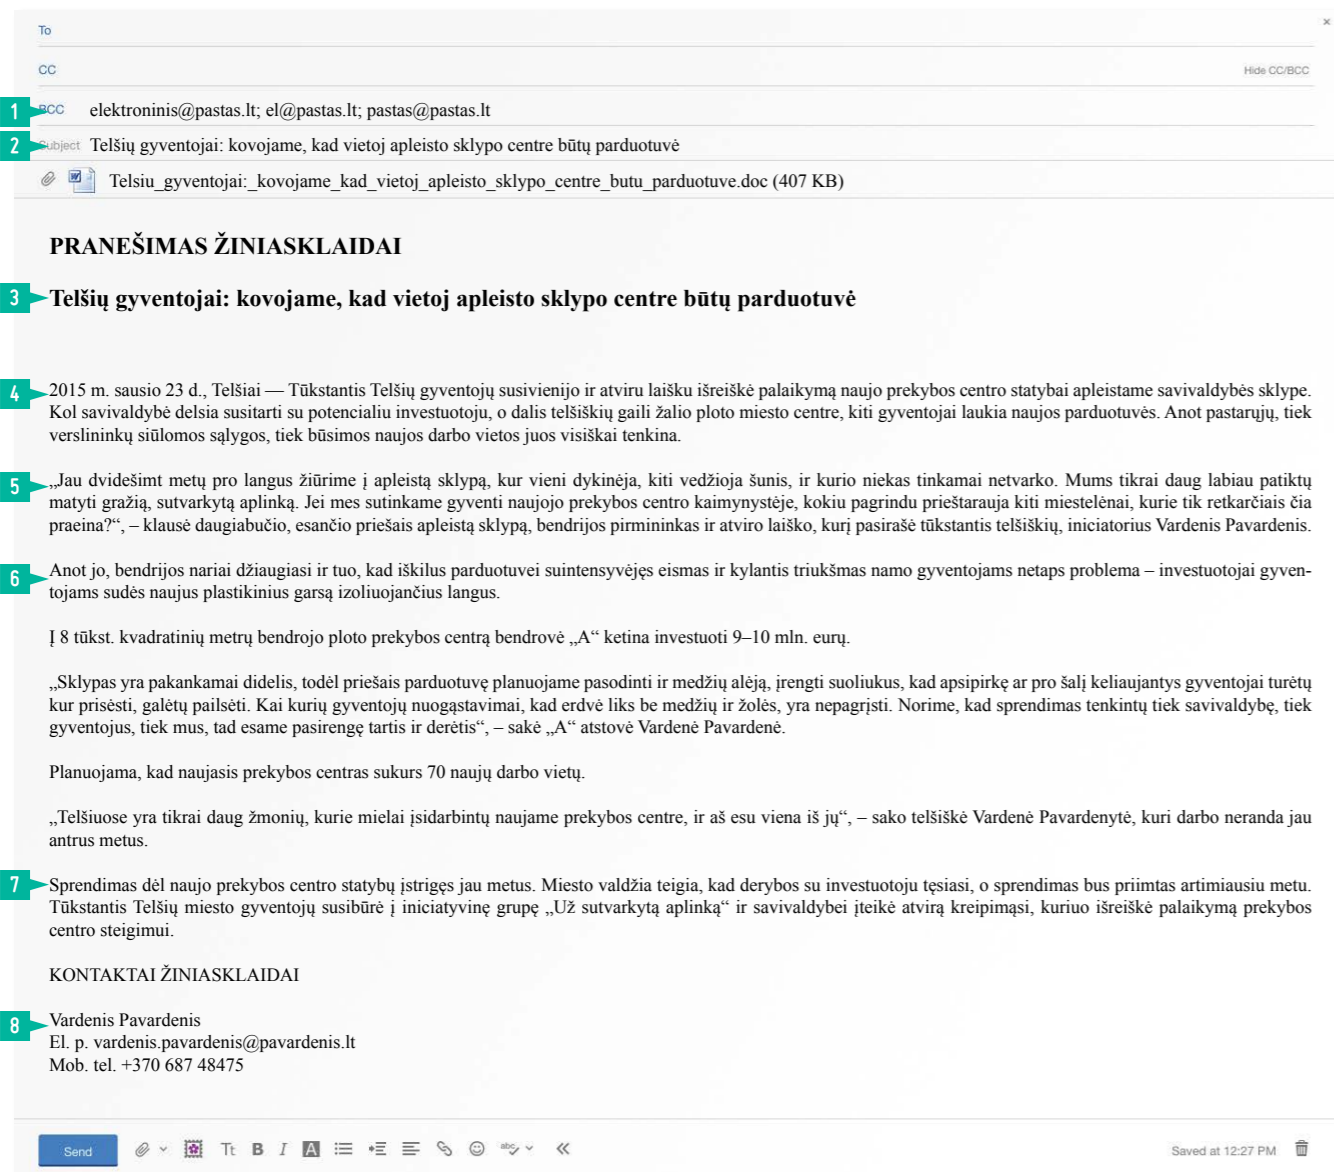 To
CC
Hide CC/BCC
1
BCC elektroninis@pastas.lt; el@pastas.lt; pastas@pastas.lt
2
Subject Telšių gyventojai: kovojame, kad vietoj apleisto sklypo centre būtų parduotuvė
Telsiu_gyventojai:_kovojame_kad_vietoj_apleisto_sklypo_centre_butu_parduotuve.doc (407 KB)
PRANEŠIMAS ŽINIASKLAIDAI
3
Telšių gyventojai: kovojame, kad vietoj apleisto sklypo centre būtų parduotuvė
4
2015 m. sausio 23 d., Telšiai — Tūkstantis Telšių gyventojų susivienijo ir atviru laišku išreiškė palaikymą naujo prekybos centro statybai apleistame savivaldybės sklype.
Kol savivaldybė delsia susitarti su potencialiu investuotoju, o dalis telšiškių gaili žalio ploto miesto centre, kiti gyventojai laukia naujos parduotuvės. Anot pastarųjų, tiek
verslininkų siūlomos sąlygos, tiek būsimos naujos darbo vietos juos visiškai tenkina.
5
„Jau dvidešimt metų pro langus žiūrime į apleistą sklypą, kur vieni dykinėja, kiti vedžioja šunis, ir kurio niekas tinkamai netvarko. Mums tikrai daug labiau patiktų
matyti gražią, sutvarkytą aplinką. Jei mes sutinkame gyventi naujojo prekybos centro kaimynystėje, kokiu pagrindu prieštarauja kiti miestelėnai, kurie tik retkarčiais čia
praeina?“, – klausė daugiabučio, esančio priešais apleistą sklypą, bendrijos pirmininkas ir atviro laiško, kurį pasirašė tūkstantis telšiškių, iniciatorius Vardenis Pavardenis.
6
Anot jo, bendrijos nariai džiaugiasi ir tuo, kad iškilus parduotuvei suintensyvėjęs eismas ir kylantis triukšmas namo gyventojams netaps problema – investuotojai gyven-
tojams sudės naujus plastikinius garsą izoliuojančius langus.
Į 8 tūkst. kvadratinių metrų bendrojo ploto prekybos centrą bendrovė „A“ ketina investuoti 9–10 mln. eurų.
„Sklypas yra pakankamai didelis, todėl priešais parduotuvę planuojame pasodinti ir medžių alėją, įrengti suoliukus, kad apsipirkę ar pro šalį keliaujantys gyventojai turėtų
kur prisėsti, galėtų pailsėti. Kai kurių gyventojų nuogąstavimai, kad erdvė liks be medžių ir žolės, yra nepagrįsti. Norime, kad sprendimas tenkintų tiek savivaldybę, tiek
gyventojus, tiek mus, tad esame pasirengę tartis ir derėtis“, – sakė „A“ atstovė Vardenė Pavardenė.
Planuojama, kad naujasis prekybos centras sukurs 70 naujų darbo vietų.
„Telšiuose yra tikrai daug žmonių, kurie mielai įsidarbintų naujame prekybos centre, ir aš esu viena iš jų“, – sako telšiškė Vardenė Pavardenytė, kuri darbo neranda jau
antrus metus.
7
Sprendimas dėl naujo prekybos centro statybų įstrigęs jau metus. Miesto valdžia teigia, kad derybos su investuotoju tęsiasi, o sprendimas bus priimtas artimiausiu metu.
Tūkstantis Telšių miesto gyventojų susibūrė į iniciatyvinę grupę „Už sutvarkytą aplinką“ ir savivaldybei įteikė atvirą kreipimąsi, kuriuo išreiškė palaikymą prekybos
centro steigimui.
KONTAKTAI ŽINIASKLAIDAI
8
Vardenis Pavardenis
El. p. vardenis.pavardenis@pavardenis.lt
Mob. tel. +370 687 48475
Send Tt B I A abc Saved at 12:27 PM